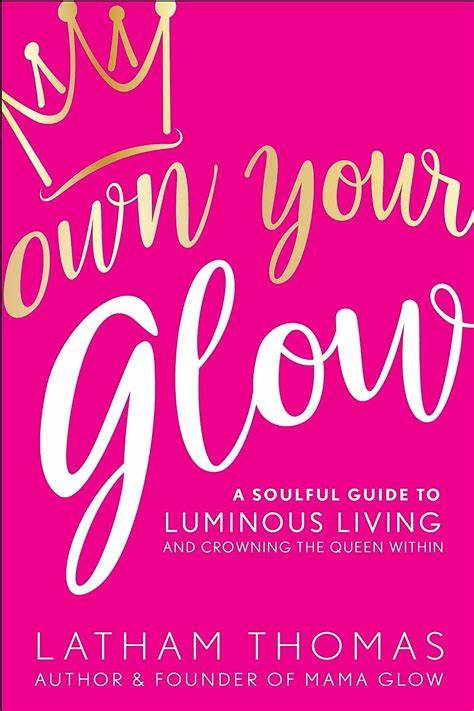 own your
glow
A SOULFUL GUIDE TO
LUMINOUS LIVING
AND CROWNING THE QUEEN WITHIN
LATHAM THOMAS
AUTHOR & FOUNDER OF MAMA GLOW